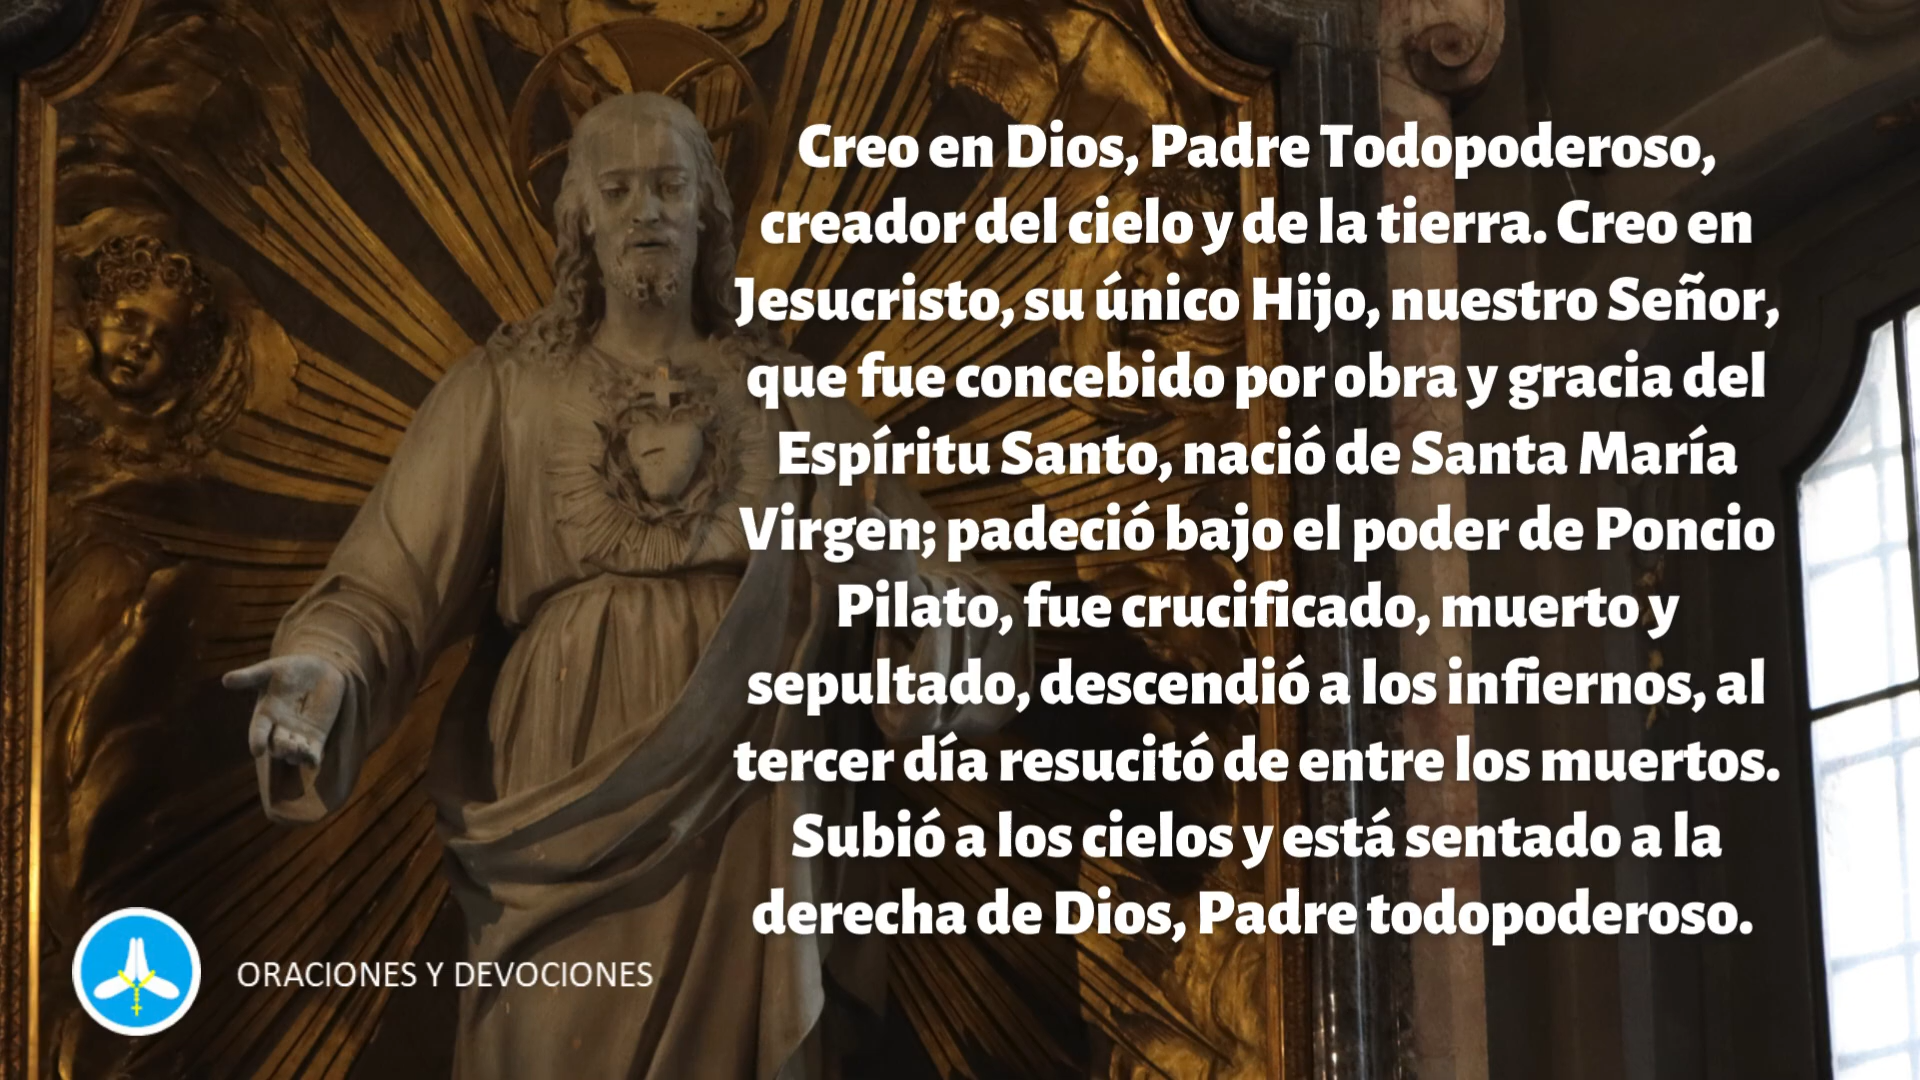 Creo en Dios, Padre Todopoderoso,
creador del cielo y de la tierra. Creo en
Jesucristo, su único Hijo, nuestro Señor,
que fue concebido por obra y gracia del
Espíritu Santo, nació de Santa María
Virgen; padeció bajo el poder de Poncio
Pilato, fue crucificado, muerto y
sepultado, descendió a los infiernos, al
tercer día resucitó de entre los muertos.
Subió a los cielos y está sentado a la
derecha de Dios, Padre todopoderoso.
ORACIONES Y DEVOCIONES